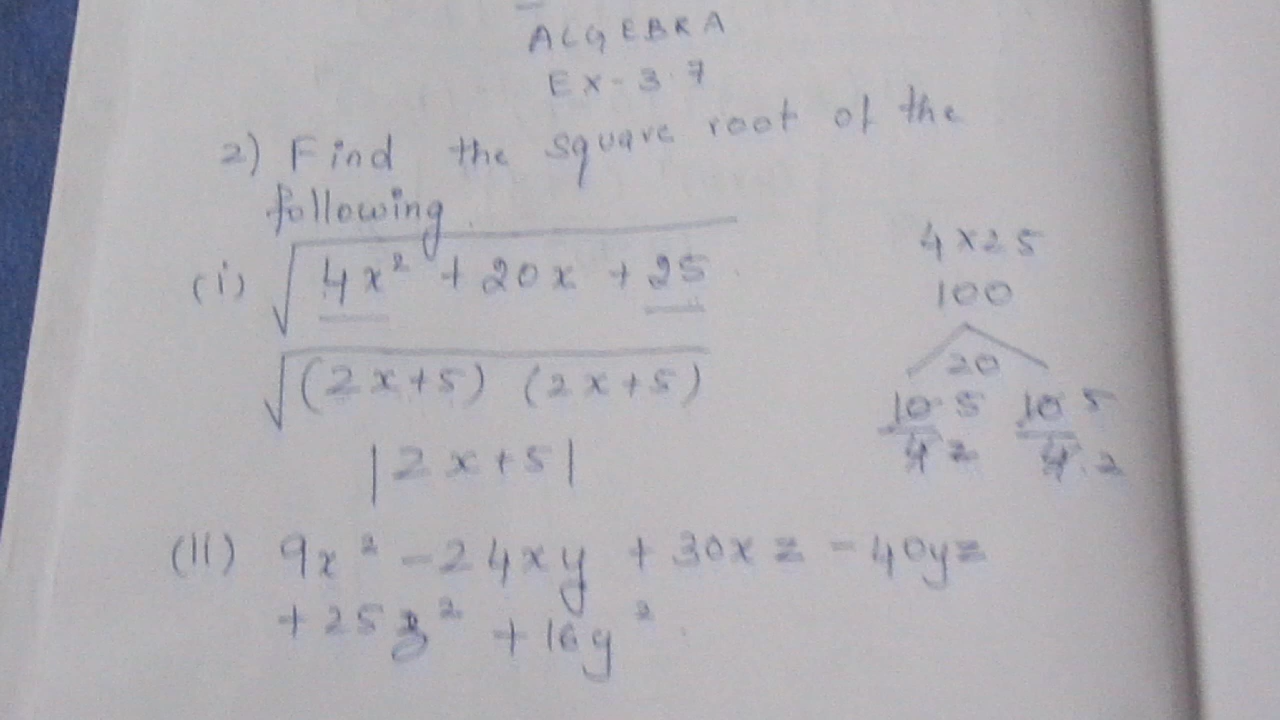 ALGEBRA
EX-3.7
2) Find the square root of the
following.
(i) √4x² + 20x + 25
√(2x+5) (2x+5)
|2x+5|
4x25
100
20
10 5 10 5
4 2 4 2
(II) 9x² - 24xy + 30xz - 40yz
+ 25z² + 16y².